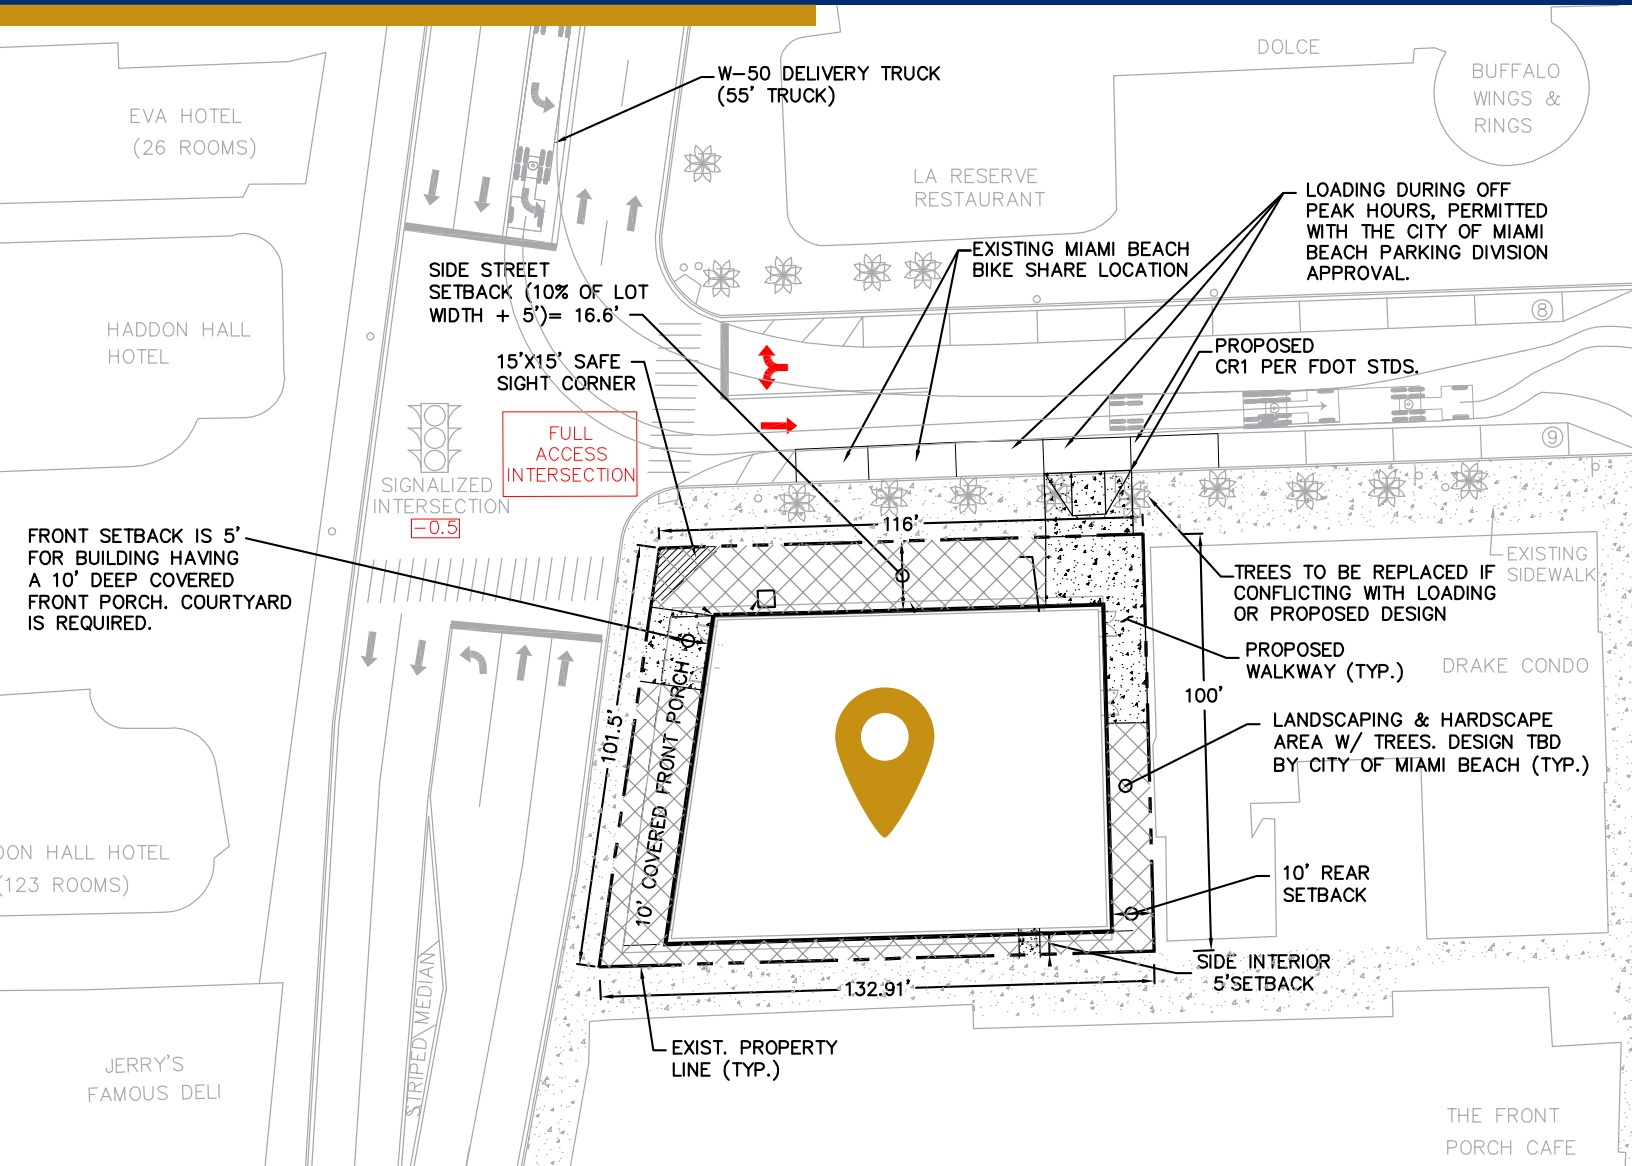 W-50 DELIVERY TRUCK
(55' TRUCK)
DOLCE
BUFFALO
WINGS &
RINGS
EVA HOTEL
(26 ROOMS)
LA RESERVE
RESTAURANT
LOADING DURING OFF
PEAK HOURS, PERMITTED
WITH THE CITY OF MIAMI
BEACH PARKING DIVISION
APPROVAL.
EXISTING MIAMI BEACH
BIKE SHARE LOCATION
SIDE STREET
SETBACK (10% OF LOT
WIDTH + 5')= 16.6'
HADDON HALL
HOTEL
8
PROPOSED
CR1 PER FDOT STDS.
15'X15' SAFE
SIGHT CORNER
FULL
ACCESS
INTERSECTION
9
SIGNALIZED
INTERSECTION
-0.5
116'
FRONT SETBACK IS 5'
FOR BUILDING HAVING
A 10' DEEP COVERED
FRONT PORCH. COURTYARD
IS REQUIRED.
EXISTING
SIDEWALK
TREES TO BE REPLACED IF
CONFLICTING WITH LOADING
OR PROPOSED DESIGN
PROPOSED
WALKWAY (TYP.)
DRAKE CONDO
100'
101.5'
10' COVERED FRONT PORCH
LANDSCAPING & HARDSCAPE
AREA W/ TREES. DESIGN TBD
BY CITY OF MIAMI BEACH (TYP.)
DON HALL HOTEL
(123 ROOMS)
10' REAR
SETBACK
SIDE INTERIOR
5'SETBACK
132.91'
STRIPED MEDIAN
EXIST. PROPERTY
LINE (TYP.)
JERRY'S
FAMOUS DELI
THE FRONT
PORCH CAFE